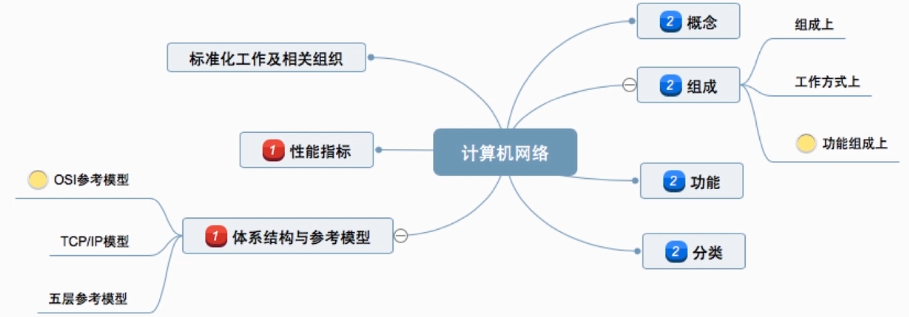 计算机网络
2 概念
2 组成
组成上
工作方式上
功能组成上
2 功能
2 分类
标准化工作及相关组织
1 性能指标
1 体系结构与参考模型
OSI参考模型
TCP/IP模型
五层参考模型